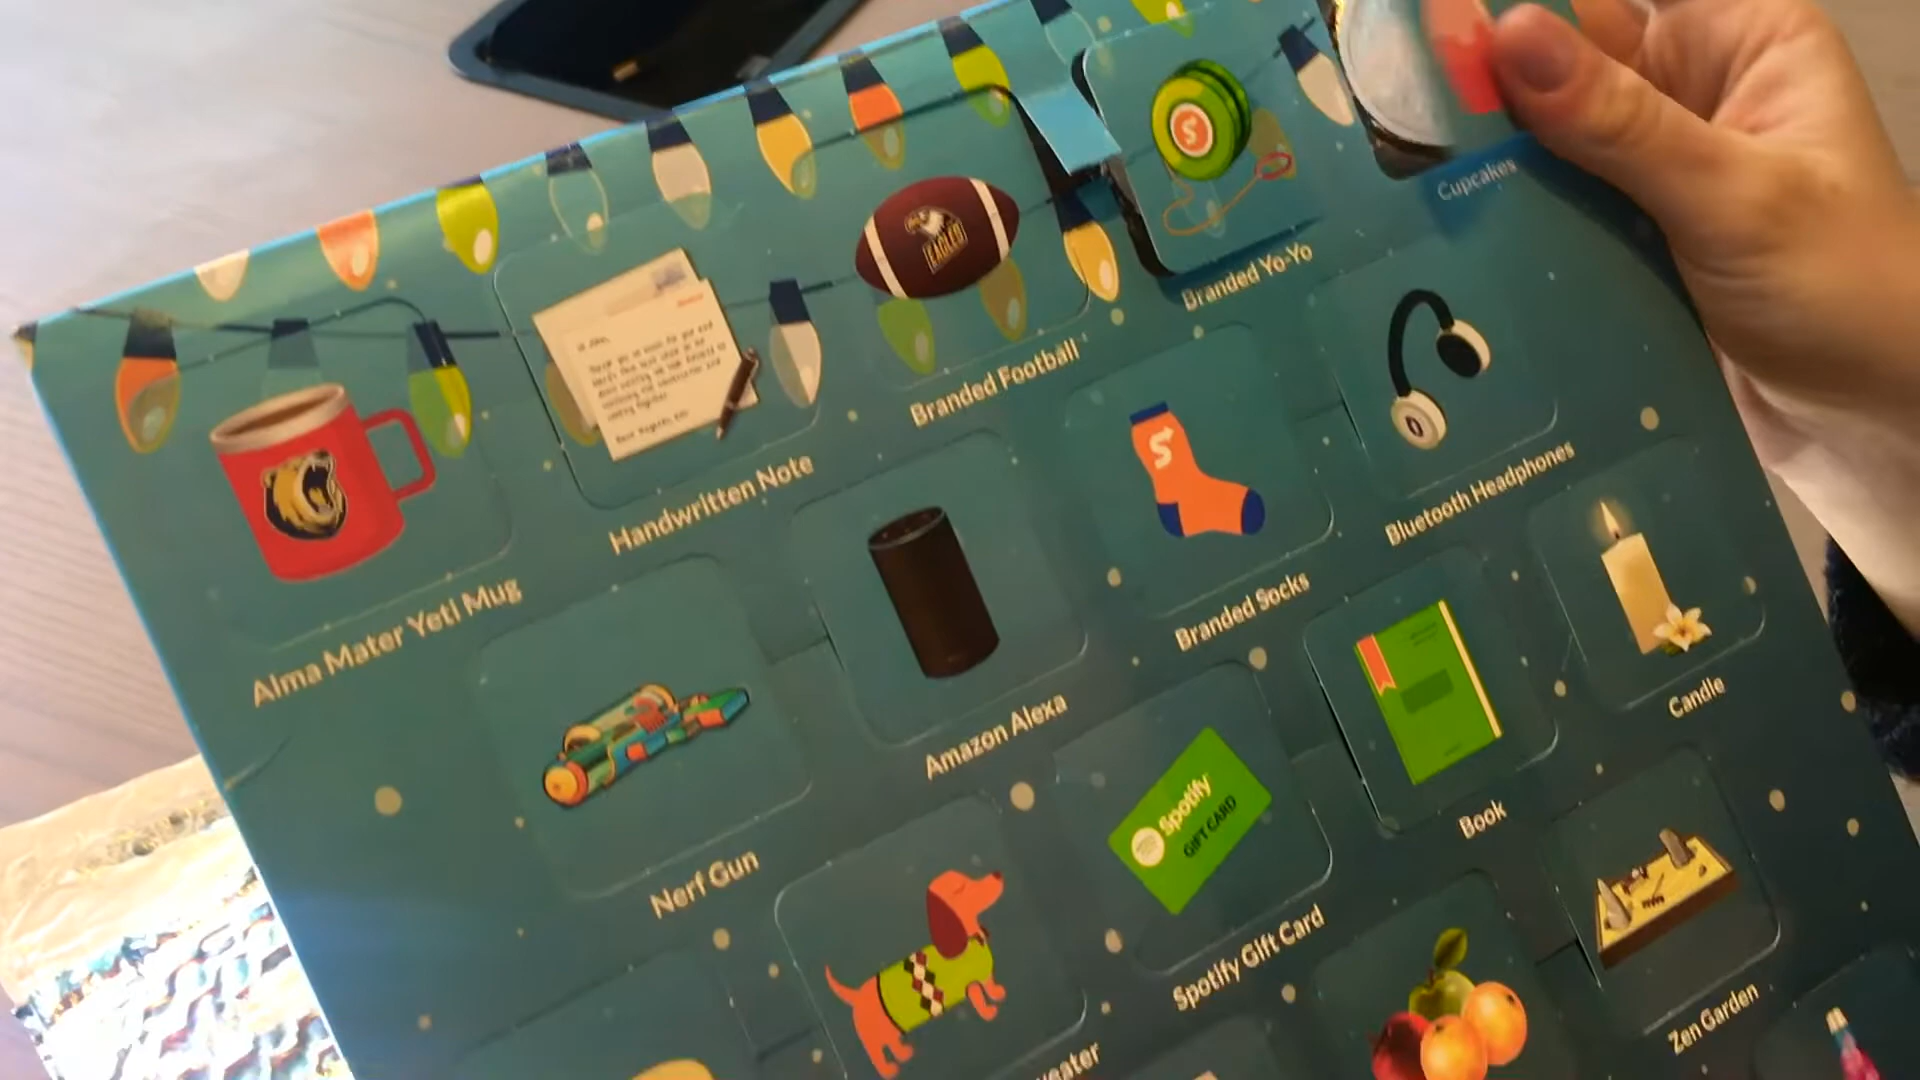 Cupcakes
S
Branded Yo-Yo
EAGLES
Branded Football
Handwritten Note
Alma Mater Yeti Mug
Bluetooth Headphones
S
Branded Socks
Amazon Alexa
Nerf Gun
Candle
Book
Spotify
GIFT CARD
Spotify Gift Card
Zen Garden